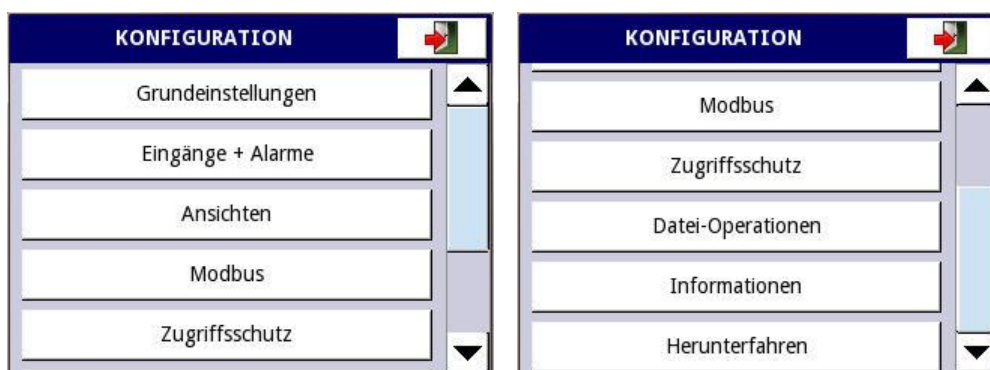 KONFIGURATION
Grundeinstellungen
Eingänge + Alarme
Ansichten
Modbus
Zugriffsschutz
KONFIGURATION
Modbus
Zugriffsschutz
Datei-Operationen
Informationen
Herunterfahren